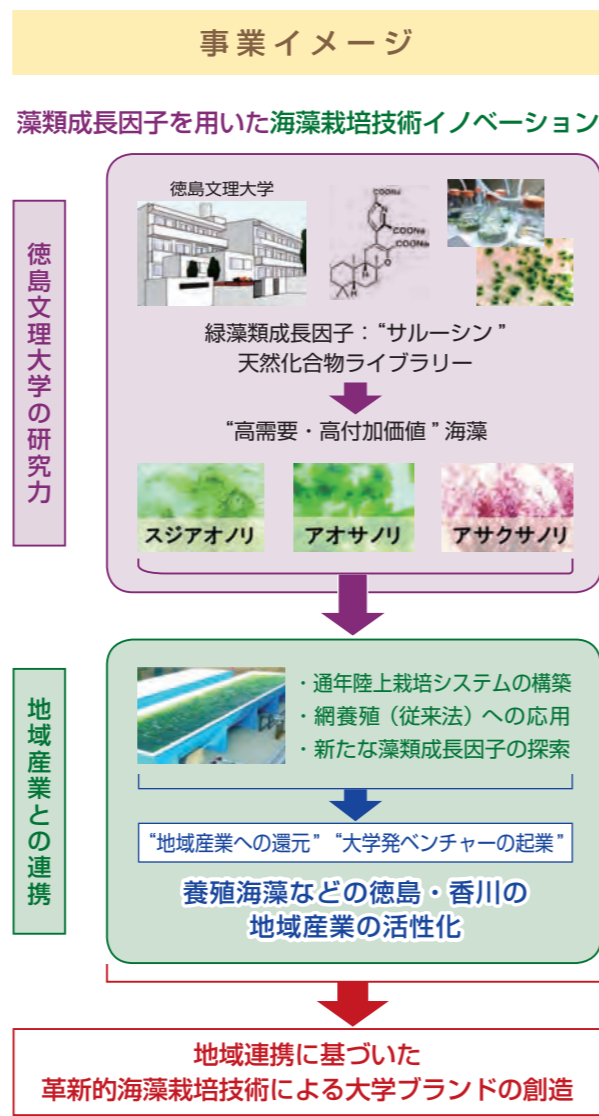 事業イメージ
藻類成長因子を用いた海藻栽培技術イノベーション
徳島文理大学の研究力
徳島文理大学
COONa
COONa
COONa
N
O
H
H
緑藻類成長因子：“サルーシン”
天然化合物ライブラリー
“高需要・高付加価値”海藻
スジアオノリ
アオサノリ
アサクサノリ
地域産業との連携
・通年陸上栽培システムの構築
・網養殖（従来法）への応用
・新たな藻類成長因子の探索
“地域産業への還元” “大学発ベンチャーの起業”
養殖海藻などの徳島・香川の
地域産業の活性化
地域連携に基づいた
革新的海藻栽培技術による大学ブランドの創造